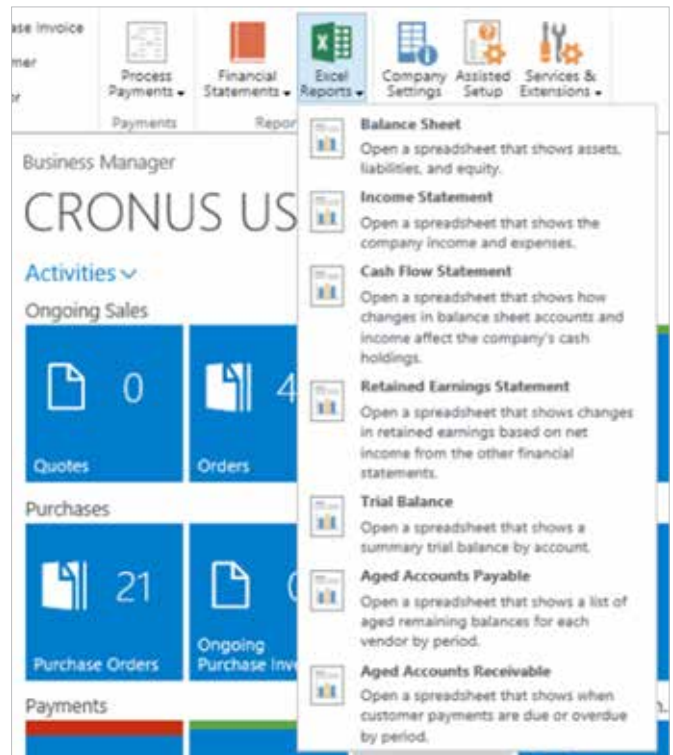 ase Invoice
mer
or
Process
Payments
Financial
Statements
Excel
Reports
Company
Settings
Assisted
Setup
Services &
Extensions
Payments
Repor
Business Manager
CRONUS US
Activities
Ongoing Sales
0
Quotes
4
Orders
Purchases
21
Purchase Orders
Ongoing
Purchase Inv
Payments
Balance Sheet
Open a spreadsheet that shows assets,
liabilities, and equity.
Income Statement
Open a spreadsheet that shows the
company income and expenses.
Cash Flow Statement
Open a spreadsheet that shows how
changes in balance sheet accounts and
income affect the company's cash
holdings.
Retained Earnings Statement
Open a spreadsheet that shows changes
in retained earnings based on net
income from the other financial
statements.
Trial Balance
Open a spreadsheet that shows a
summary trial balance by account.
Aged Accounts Payable
Open a spreadsheet that shows a list of
aged remaining balances for each
vendor by period.
Aged Accounts Receivable
Open a spreadsheet that shows when
customer payments are due or overdue
by period.